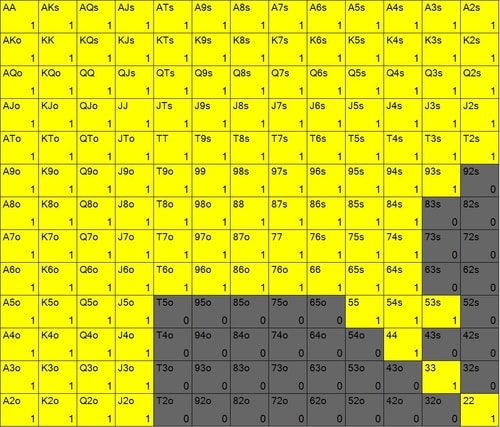 AA AKs AQs AJs ATs A9s A8s A7s A6s A5s A4s A3s A2s
1 1 1 1 1 1 1 1 1 1 1 1 1
AKo KK KQs KJs KTs K9s K8s K7s K6s K5s K4s K3s K2s
1 1 1 1 1 1 1 1 1 1 1 1 1
AQo KQo QQ QJs QTs Q9s Q8s Q7s Q6s Q5s Q4s Q3s Q2s
1 1 1 1 1 1 1 1 1 1 1 1 1
AJo KJo QJo JJ JTs J9s J8s J7s J6s J5s J4s J3s J2s
1 1 1 1 1 1 1 1 1 1 1 1 1
ATo KTo QTo JTo TT T9s T8s T7s T6s T5s T4s T3s T2s
1 1 1 1 1 1 1 1 1 1 1 1 1
A9o K9o Q9o J9o T9o 99 98s 97s 96s 95s 94s 93s 92s
1 1 1 1 1 1 1 1 1 1 1 1 0
A8o K8o Q8o J8o T8o 98o 88 87s 86s 85s 84s 83s 82s
1 1 1 1 1 1 1 1 1 1 1 0 0
A7o K7o Q7o J7o T7o 97o 87o 77 76s 75s 74s 73s 72s
1 1 1 1 1 1 1 1 1 1 1 0 0
A6o K6o Q6o J6o T6o 96o 86o 76o 66 65s 64s 63s 62s
1 1 1 1 1 1 1 1 1 1 1 0 0
A5o K5o Q5o J5o T5o 95o 85o 75o 65o 55 54s 53s 52s
1 1 1 1 0 0 0 0 0 1 1 1 0
A4o K4o Q4o J4o T4o 94o 84o 74o 64o 54o 44 43s 42s
1 1 1 1 0 0 0 0 0 0 1 0 0
A3o K3o Q3o J3o T3o 93o 83o 73o 63o 53o 43o 33 32s
1 1 1 1 0 0 0 0 0 0 0 1 0
A2o K2o Q2o J2o T2o 92o 82o 72o 62o 52o 42o 32o 22
1 1 1 1 0 0 0 0 0 0 0 0 1